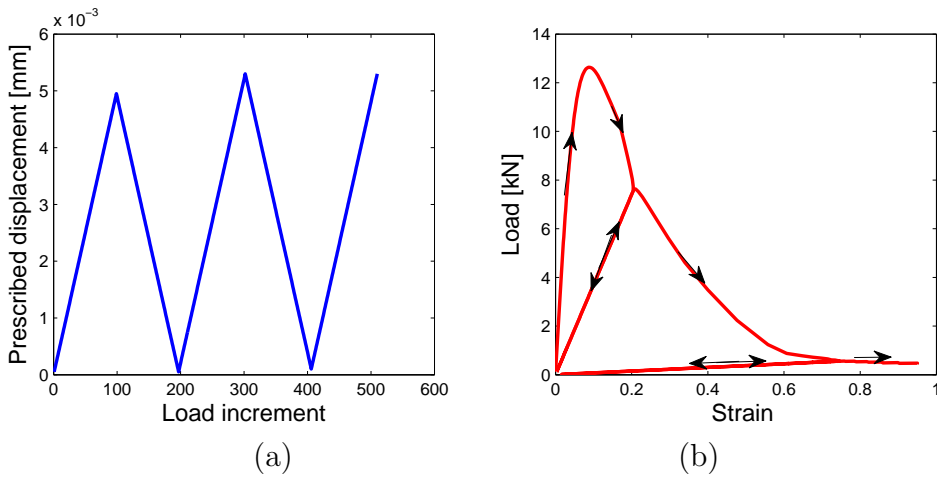 x 10⁻³
6
5
4
3
2
1
0
0 100 200 300 400 500 600
Prescribed displacement [mm]
Load increment
(a)
14
12
10
8
6
4
2
0
0 0.2 0.4 0.6 0.8 1
Load [kN]
Strain
(b)